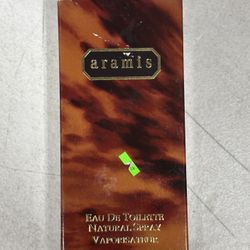 aramis
EAU DE TOILETTE
NATURAL SPRAY
VAPORISATEUR